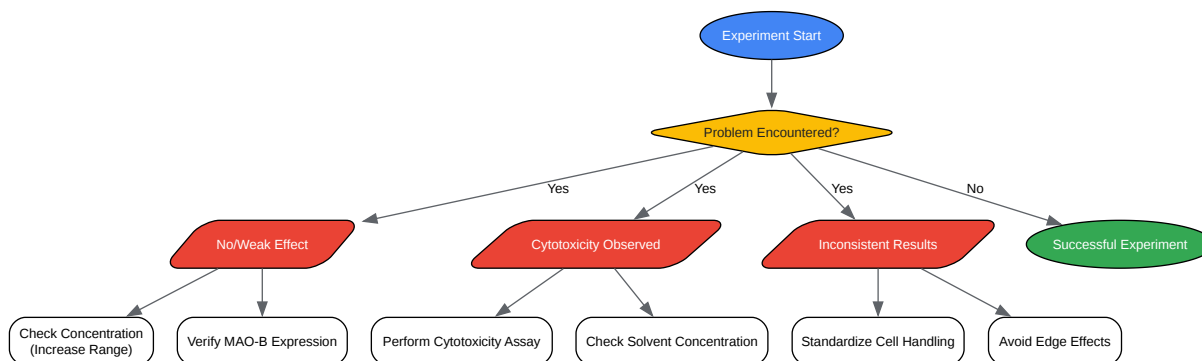 Experiment Start
Problem Encountered?
Yes
Yes
Yes
No
No/Weak Effect
Cytotoxicity Observed
Inconsistent Results
Successful Experiment
Check Concentration
(Increase Range)
Verify MAO-B Expression
Perform Cytotoxicity Assay
Check Solvent Concentration
Standardize Cell Handling
Avoid Edge Effects